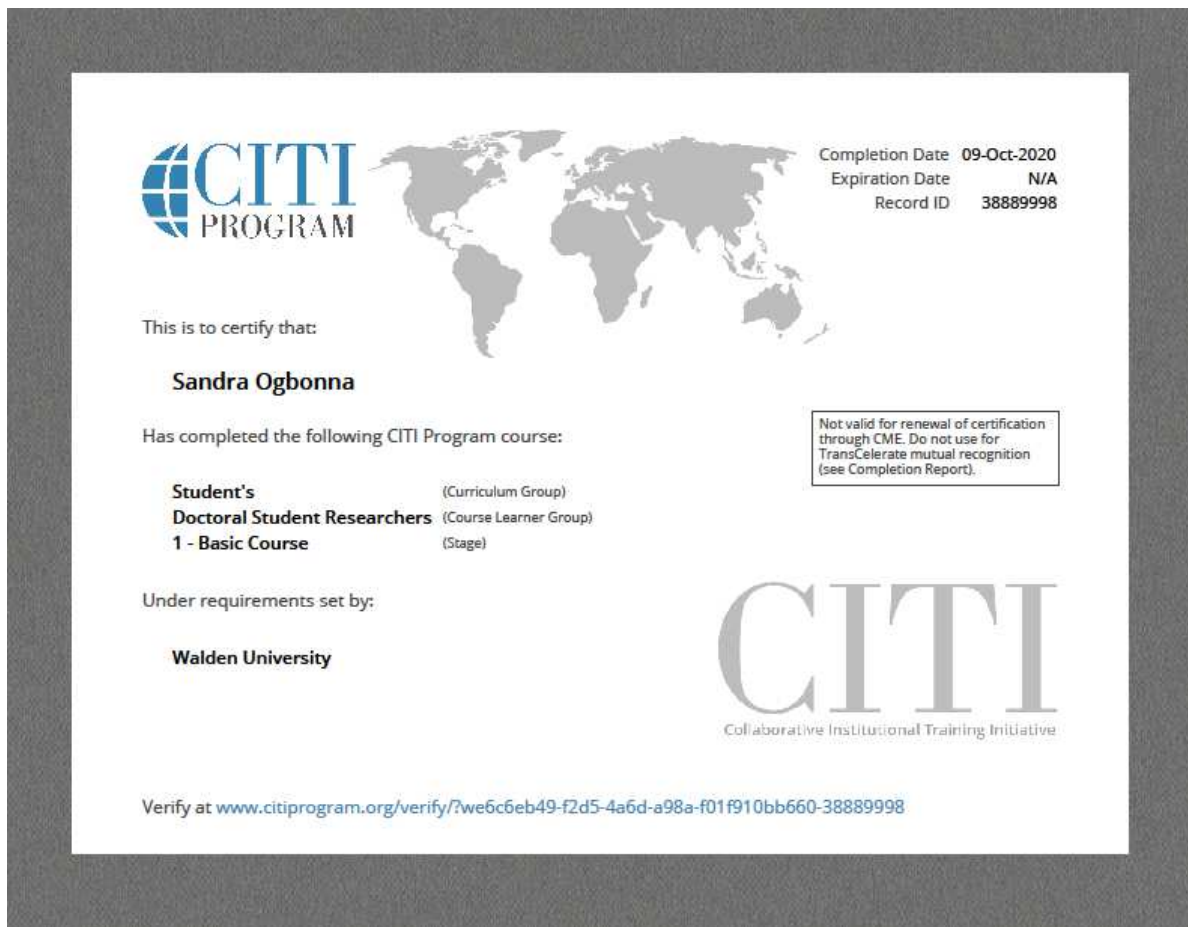 CITI
PROGRAM
Completion Date 09-Oct-2020
Expiration Date N/A
Record ID 38889998
This is to certify that:
Sandra Ogbonna
Has completed the following CITI Program course:
Not valid for renewal of certification
through CME. Do not use for
TransCelerate mutual recognition
(see Completion Report).
Student's (Curriculum Group)
Doctoral Student Researchers (Course Learner Group)
1 - Basic Course (Stage)
Under requirements set by:
Walden University
CITI
Collaborative Institutional Training Initiative
Verify at www.citiprogram.org/verify/?we6c6eb49-f2d5-4a6d-a98a-f01f910bb660-38889998